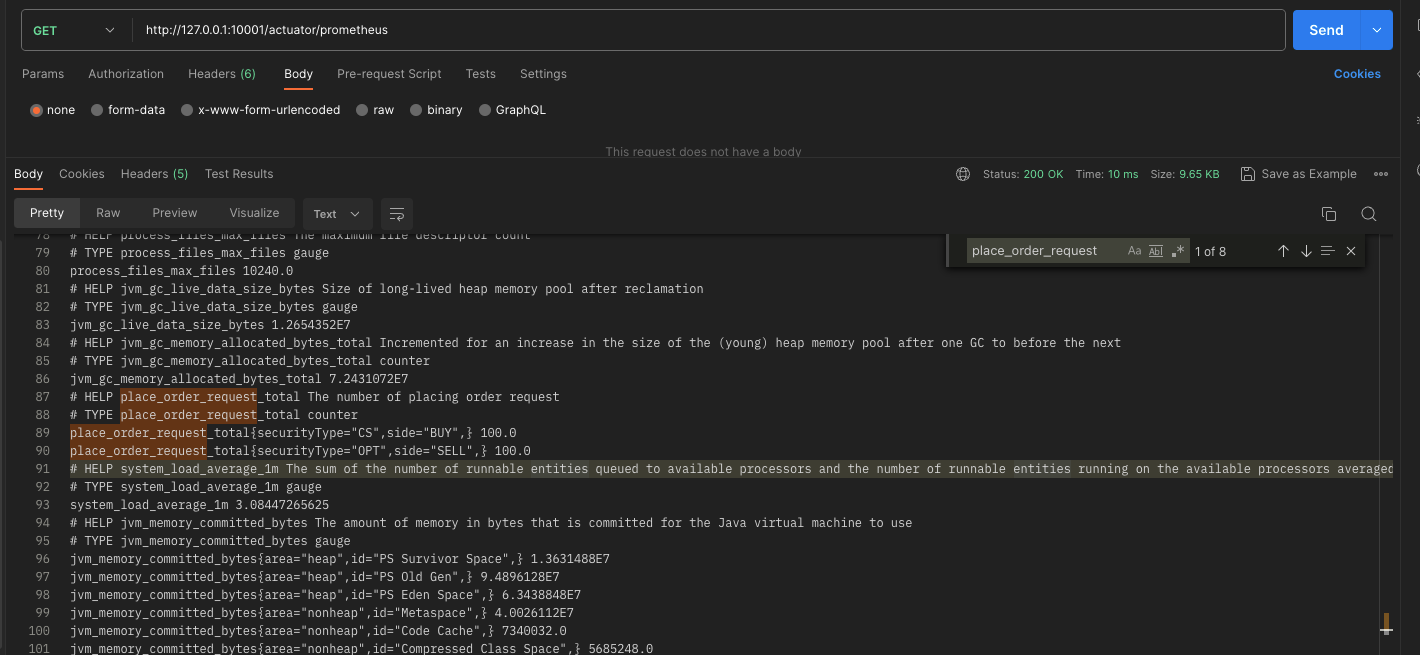 GET http://127.0.0.1:10001/actuator/prometheus Send
Params Authorization Headers (6) Body Pre-request Script Tests Settings Cookies
none form-data x-www-form-urlencoded raw binary GraphQL
This request does not have a body
Body Cookies Headers (5) Test Results Status: 200 OK Time: 10 ms Size: 9.65 KB Save as Example
Pretty Raw Preview Visualize Text
place_order_request Aa Abl .* 1 of 8
78 # HELP process_files_max_files The maximum file descriptor count
79 # TYPE process_files_max_files gauge
80 process_files_max_files 10240.0
81 # HELP jvm_gc_live_data_size_bytes Size of long-lived heap memory pool after reclamation
82 # TYPE jvm_gc_live_data_size_bytes gauge
83 jvm_gc_live_data_size_bytes 1.2654352E7
84 # HELP jvm_gc_memory_allocated_bytes_total Incremented for an increase in the size of the (young) heap memory pool after one GC to before the next
85 # TYPE jvm_gc_memory_allocated_bytes_total counter
86 jvm_gc_memory_allocated_bytes_total 7.2431072E7
87 # HELP place_order_request_total The number of placing order request
88 # TYPE place_order_request_total counter
89 place_order_request_total{securityType="CS",side="BUY",} 100.0
90 place_order_request_total{securityType="OPT",side="SELL",} 100.0
91 # HELP system_load_average_1m The sum of the number of runnable entities queued to available processors and the number of runnable entities running on the available processors averaged
92 # TYPE system_load_average_1m gauge
93 system_load_average_1m 3.08447265625
94 # HELP jvm_memory_committed_bytes The amount of memory in bytes that is committed for the Java virtual machine to use
95 # TYPE jvm_memory_committed_bytes gauge
96 jvm_memory_committed_bytes{area="heap",id="PS Survivor Space",} 1.3631488E7
97 jvm_memory_committed_bytes{area="heap",id="PS Old Gen",} 9.4896128E7
98 jvm_memory_committed_bytes{area="heap",id="PS Eden Space",} 6.3438848E7
99 jvm_memory_committed_bytes{area="nonheap",id="Metaspace",} 4.0026112E7
100 jvm_memory_committed_bytes{area="nonheap",id="Code Cache",} 7340032.0
101 jvm_memory_committed_bytes{area="nonheap",id="Compressed Class Space",} 5685248.0